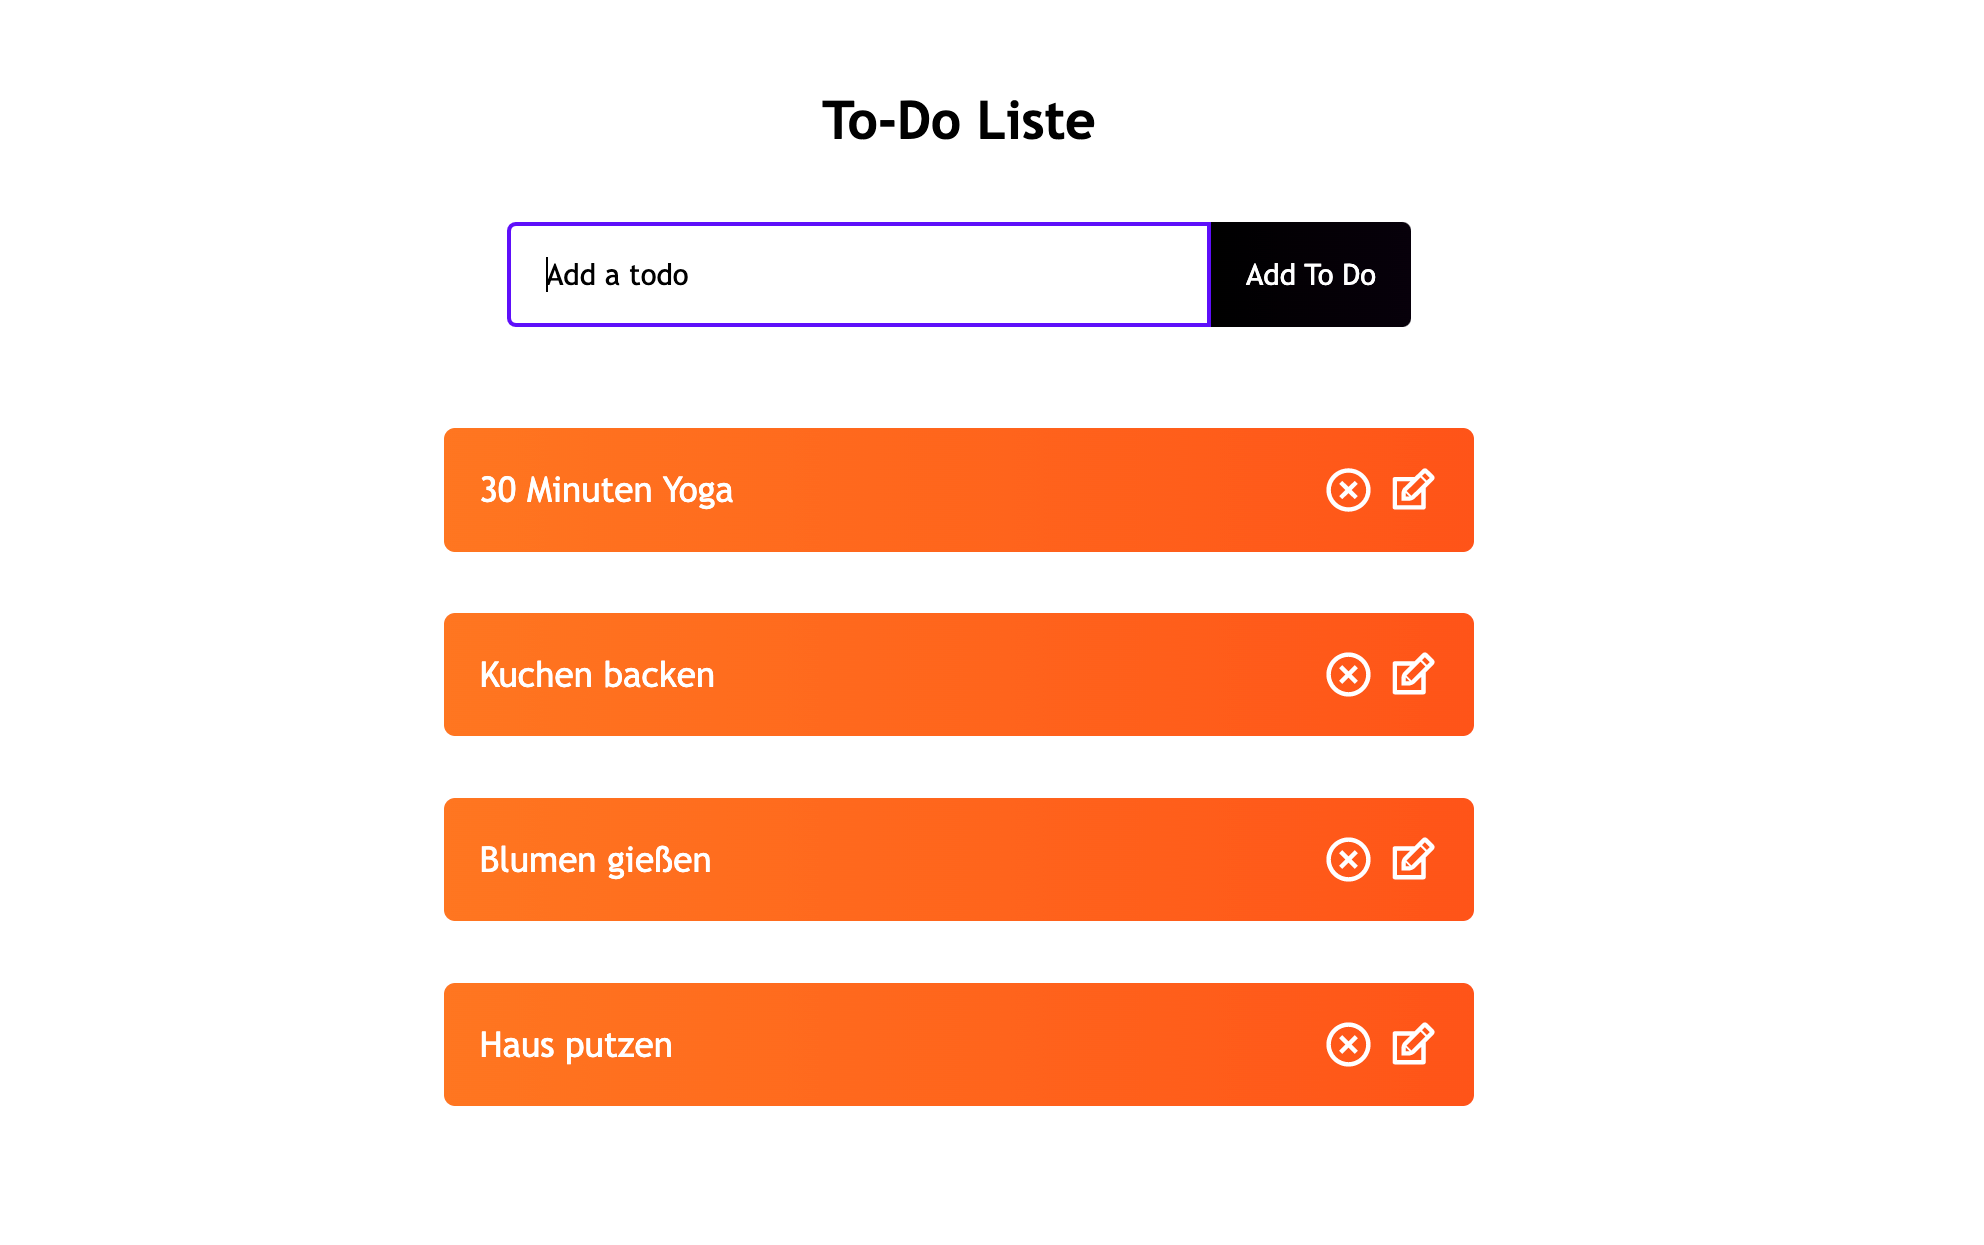 To-Do Liste
Add a todo
Add To Do
30 Minuten Yoga
Kuchen backen
Blumen gießen
Haus putzen